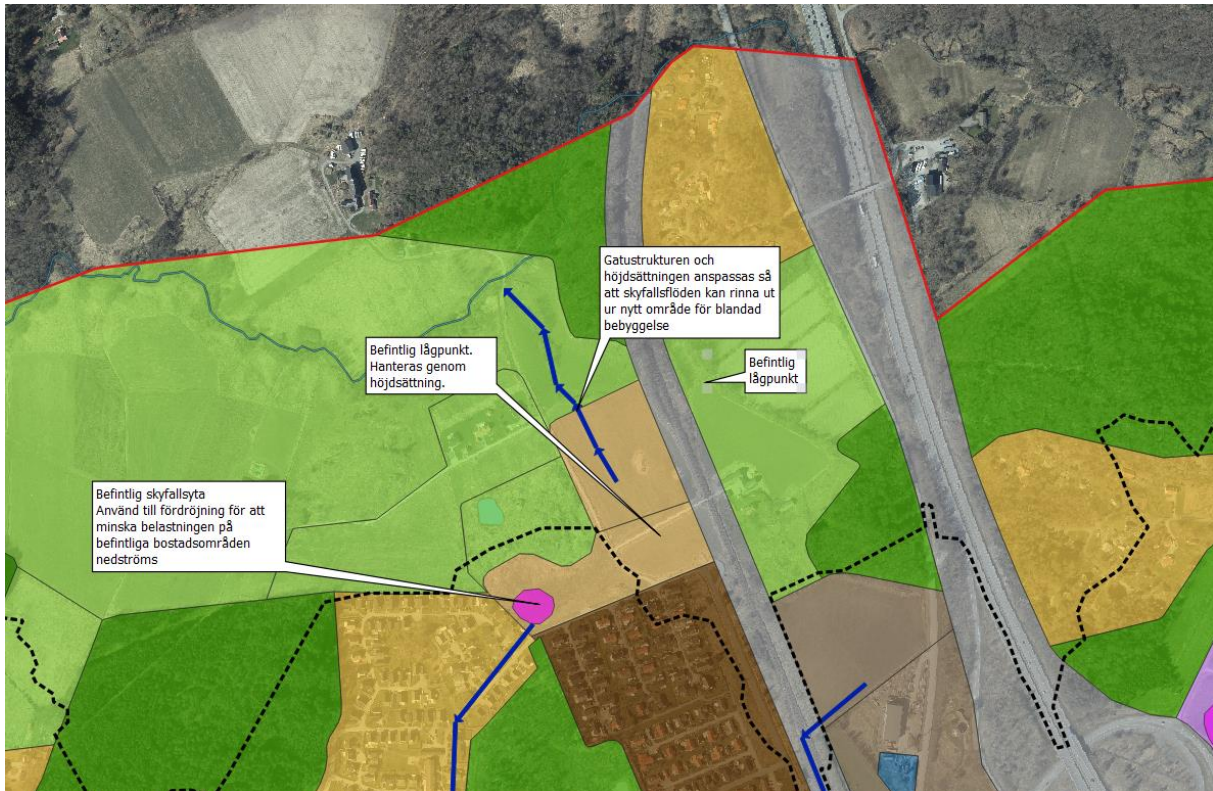 Gatustrukturen och
höjdsättningen anspassas så
att skyfallsflöden kan rinna ut
ur nytt område för blandad
bebyggelse
Befintlig lågpunkt.
Hanteras genom
höjdsättning.
Befintlig
lågpunkt
Befintlig skyfallsyta
Använd till fördröjning för att
minska belastningen på
befintliga bostadsområden
nedströms